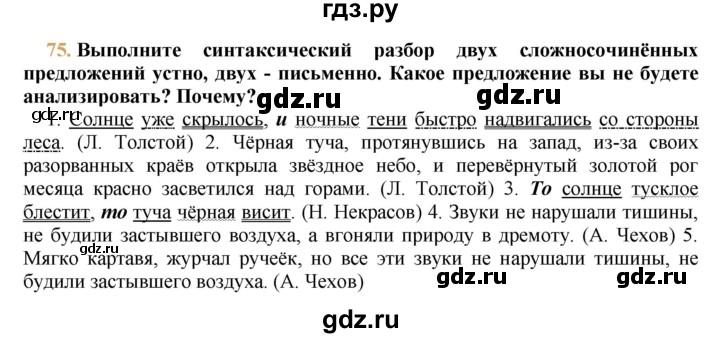 гдз.ру
75. Выполните синтаксический разбор двух сложносочинённых
предложений устно, двух - письменно. Какое предложение вы не будете
анализировать? Почему?
gdz.ru
gdz.ru
1. Солнце уже скрылось, и ночные тени быстро надвигались со стороны
леса. (Л. Толстой) 2. Чёрная туча, протянувшись на запад, из-за своих
разорванных краёв открыла звёздное небо, и перевёрнутый золотой рог
месяца красно засветился над горами. (Л. Толстой) 3. То солнце тусклое
блестит, то туча чёрная висит. (Н. Некрасов) 4. Звуки не нарушали тишины,
не будили застывшего воздуха, а вгоняли природу в дремоту. (А. Чехов) 5.
gdz.ru
gdz.ru
Мягко картавя, журчал ручеёк, но все эти звуки не нарушали тишины, не
будили застывшего воздуха. (А. Чехов)
gdz.ru